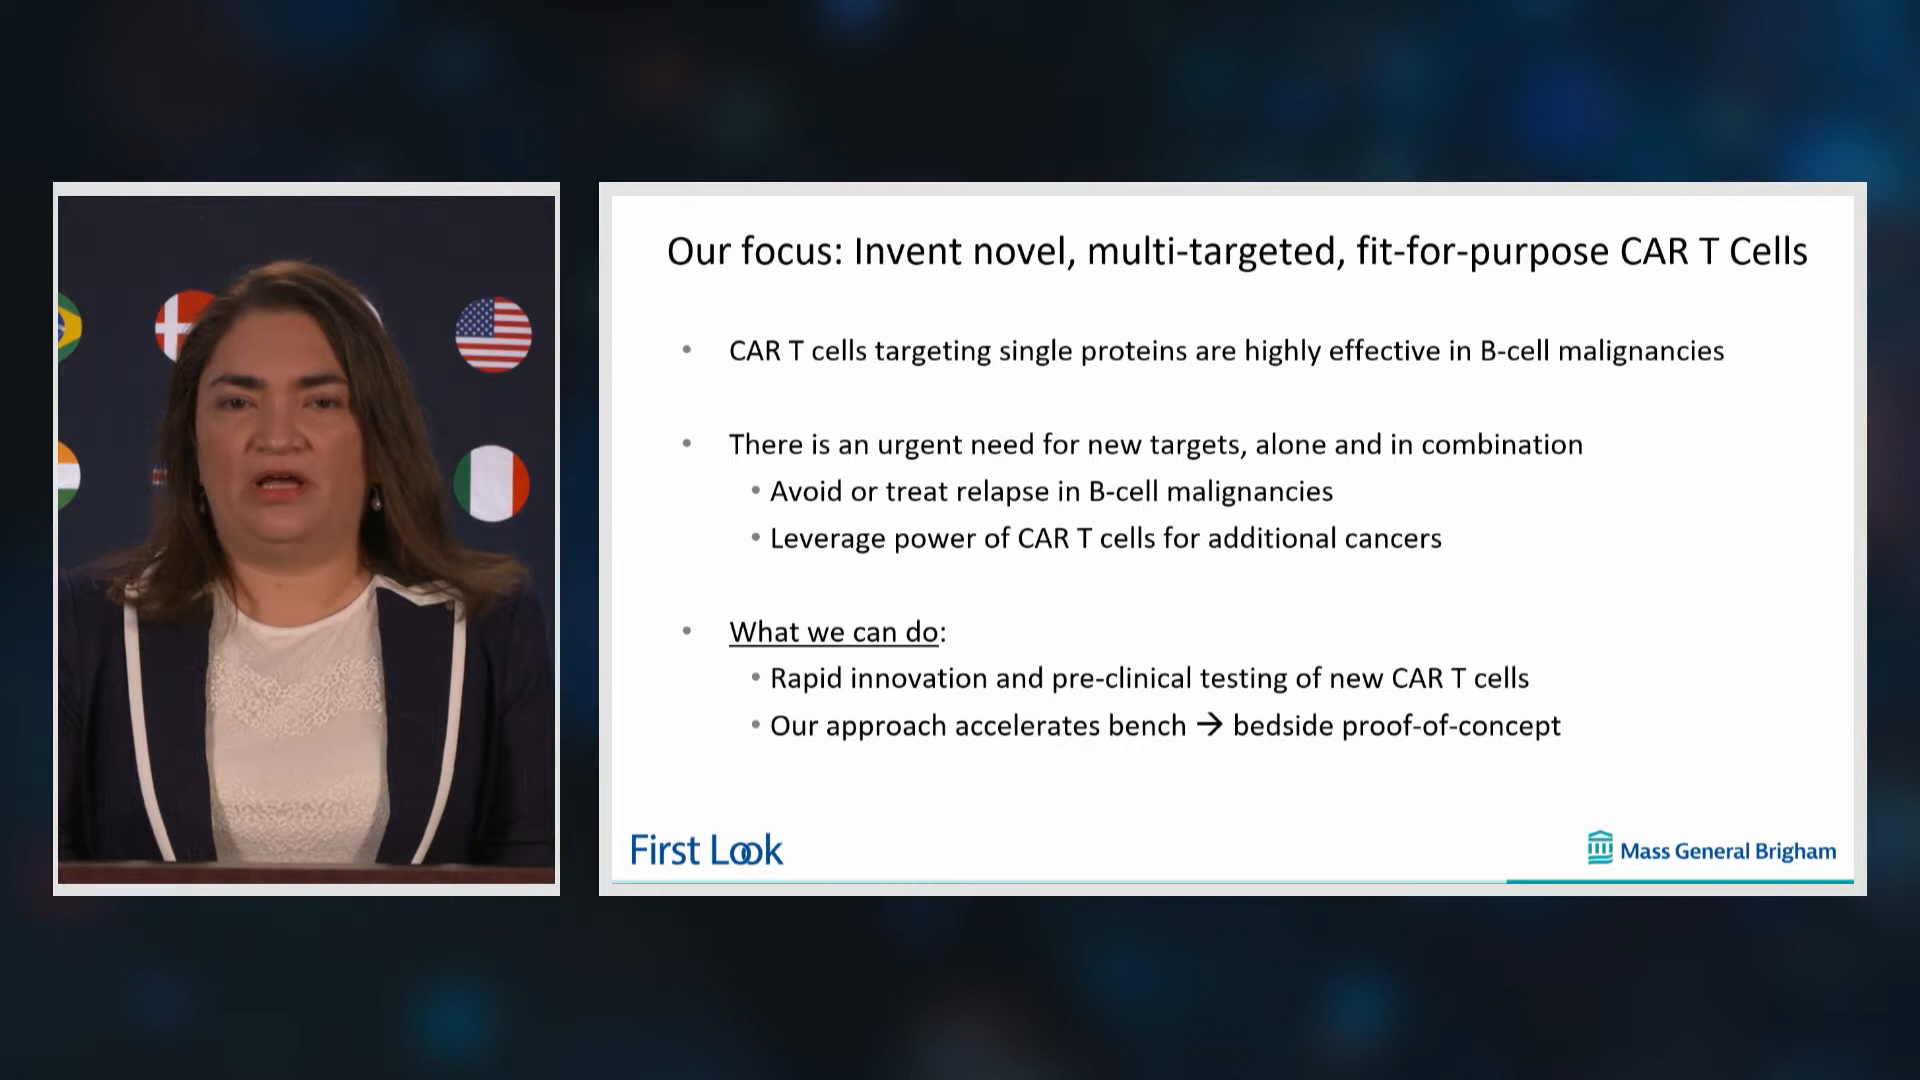 Our focus: Invent novel, multi-targeted, fit-for-purpose CAR T Cells
• CAR T cells targeting single proteins are highly effective in B-cell malignancies
• There is an urgent need for new targets, alone and in combination
• Avoid or treat relapse in B-cell malignancies
• Leverage power of CAR T cells for additional cancers
• What we can do:
• Rapid innovation and pre-clinical testing of new CAR T cells
• Our approach accelerates bench → bedside proof-of-concept
First Look
Mass General Brigham